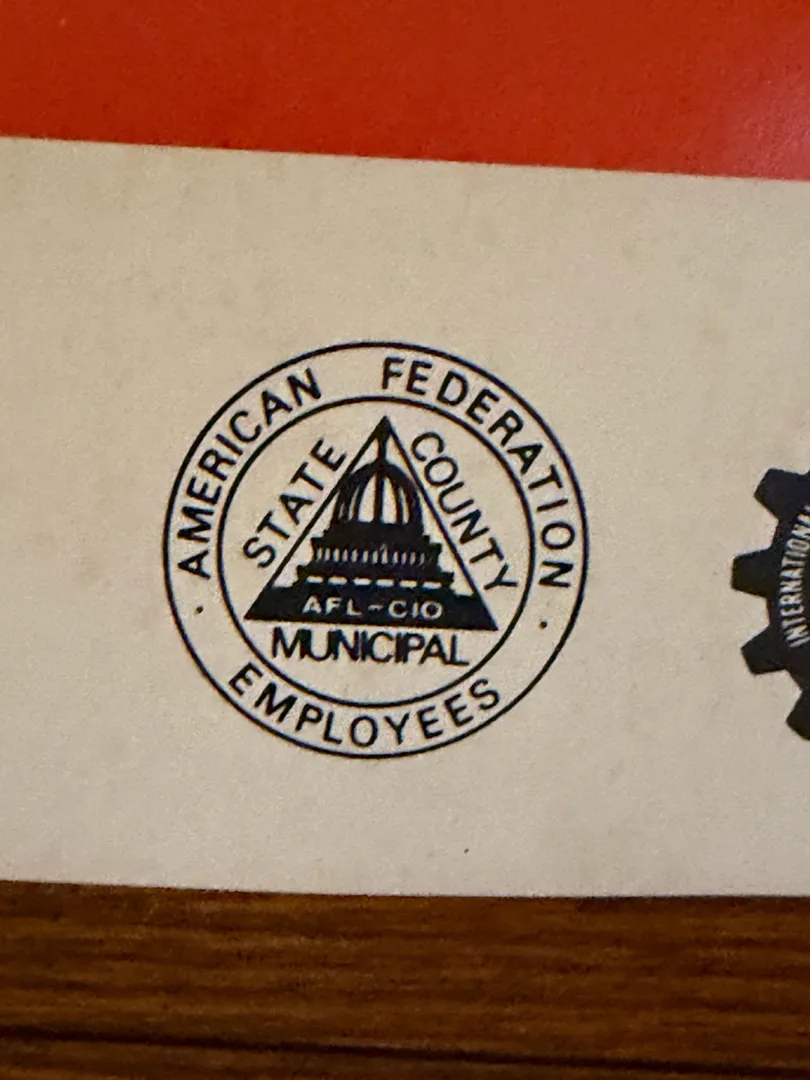 AMERICAN FEDERATION
STATE
COUNTY
AFL-CIO
MUNICIPAL
EMPLOYEES
INTERNATIONAL